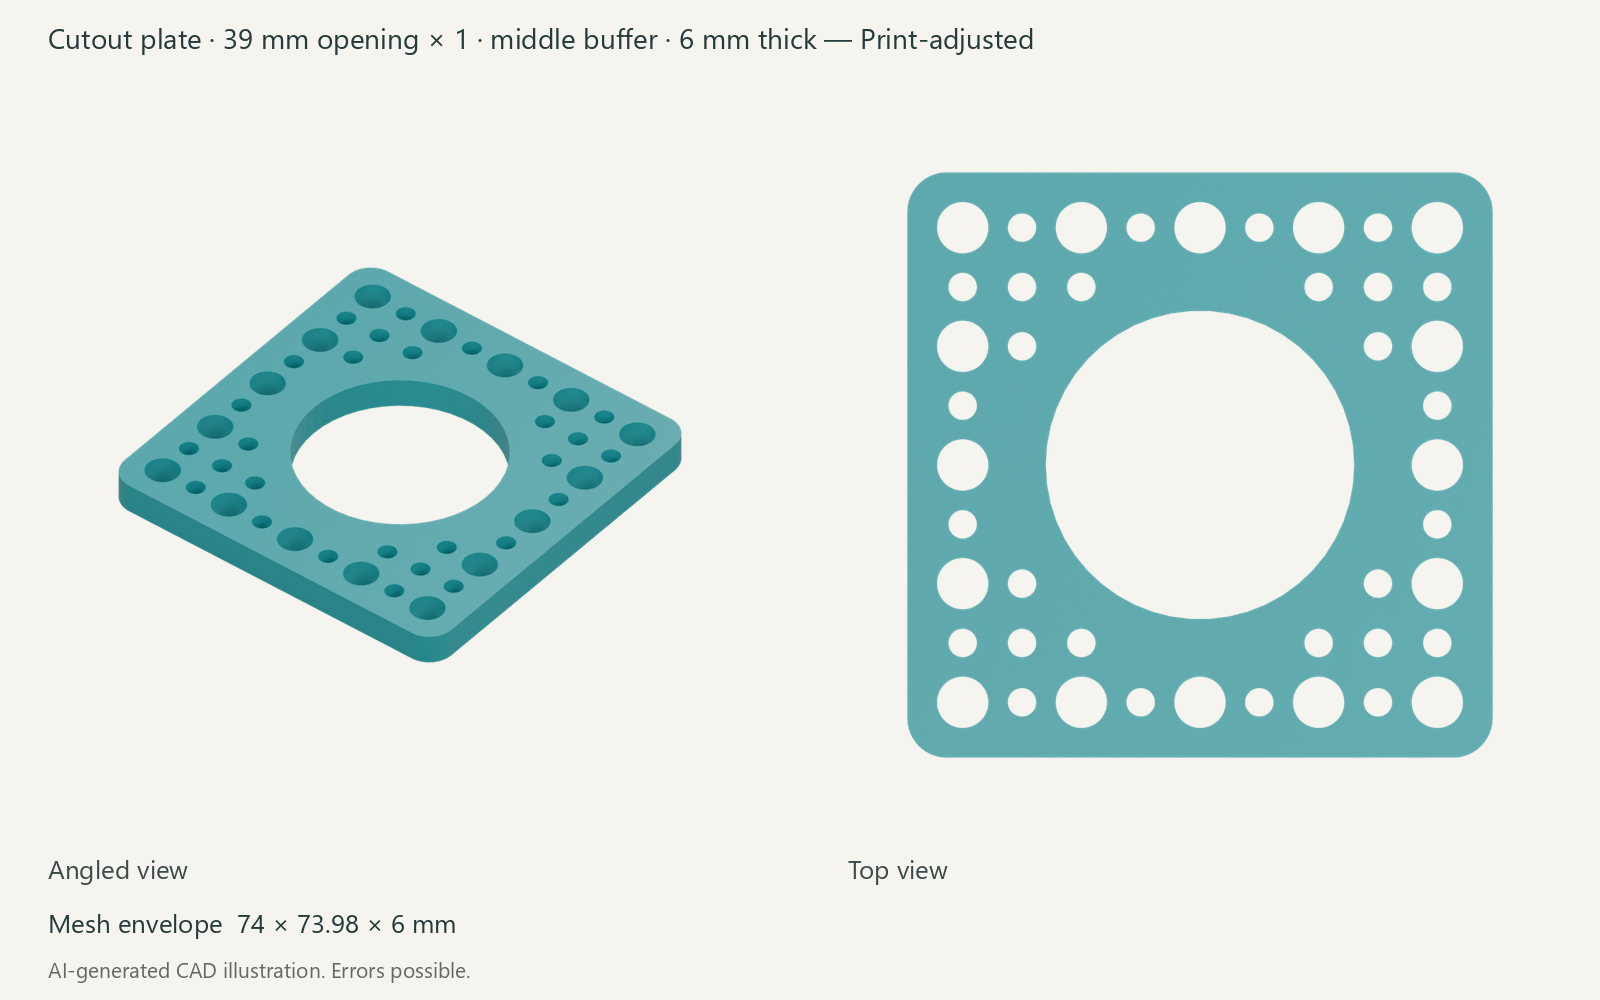 Cutout plate · 39 mm opening × 1 · middle buffer · 6 mm thick — Print-adjusted
Angled view
Top view
Mesh envelope  74 × 73.98 × 6 mm
AI-generated CAD illustration. Errors possible.